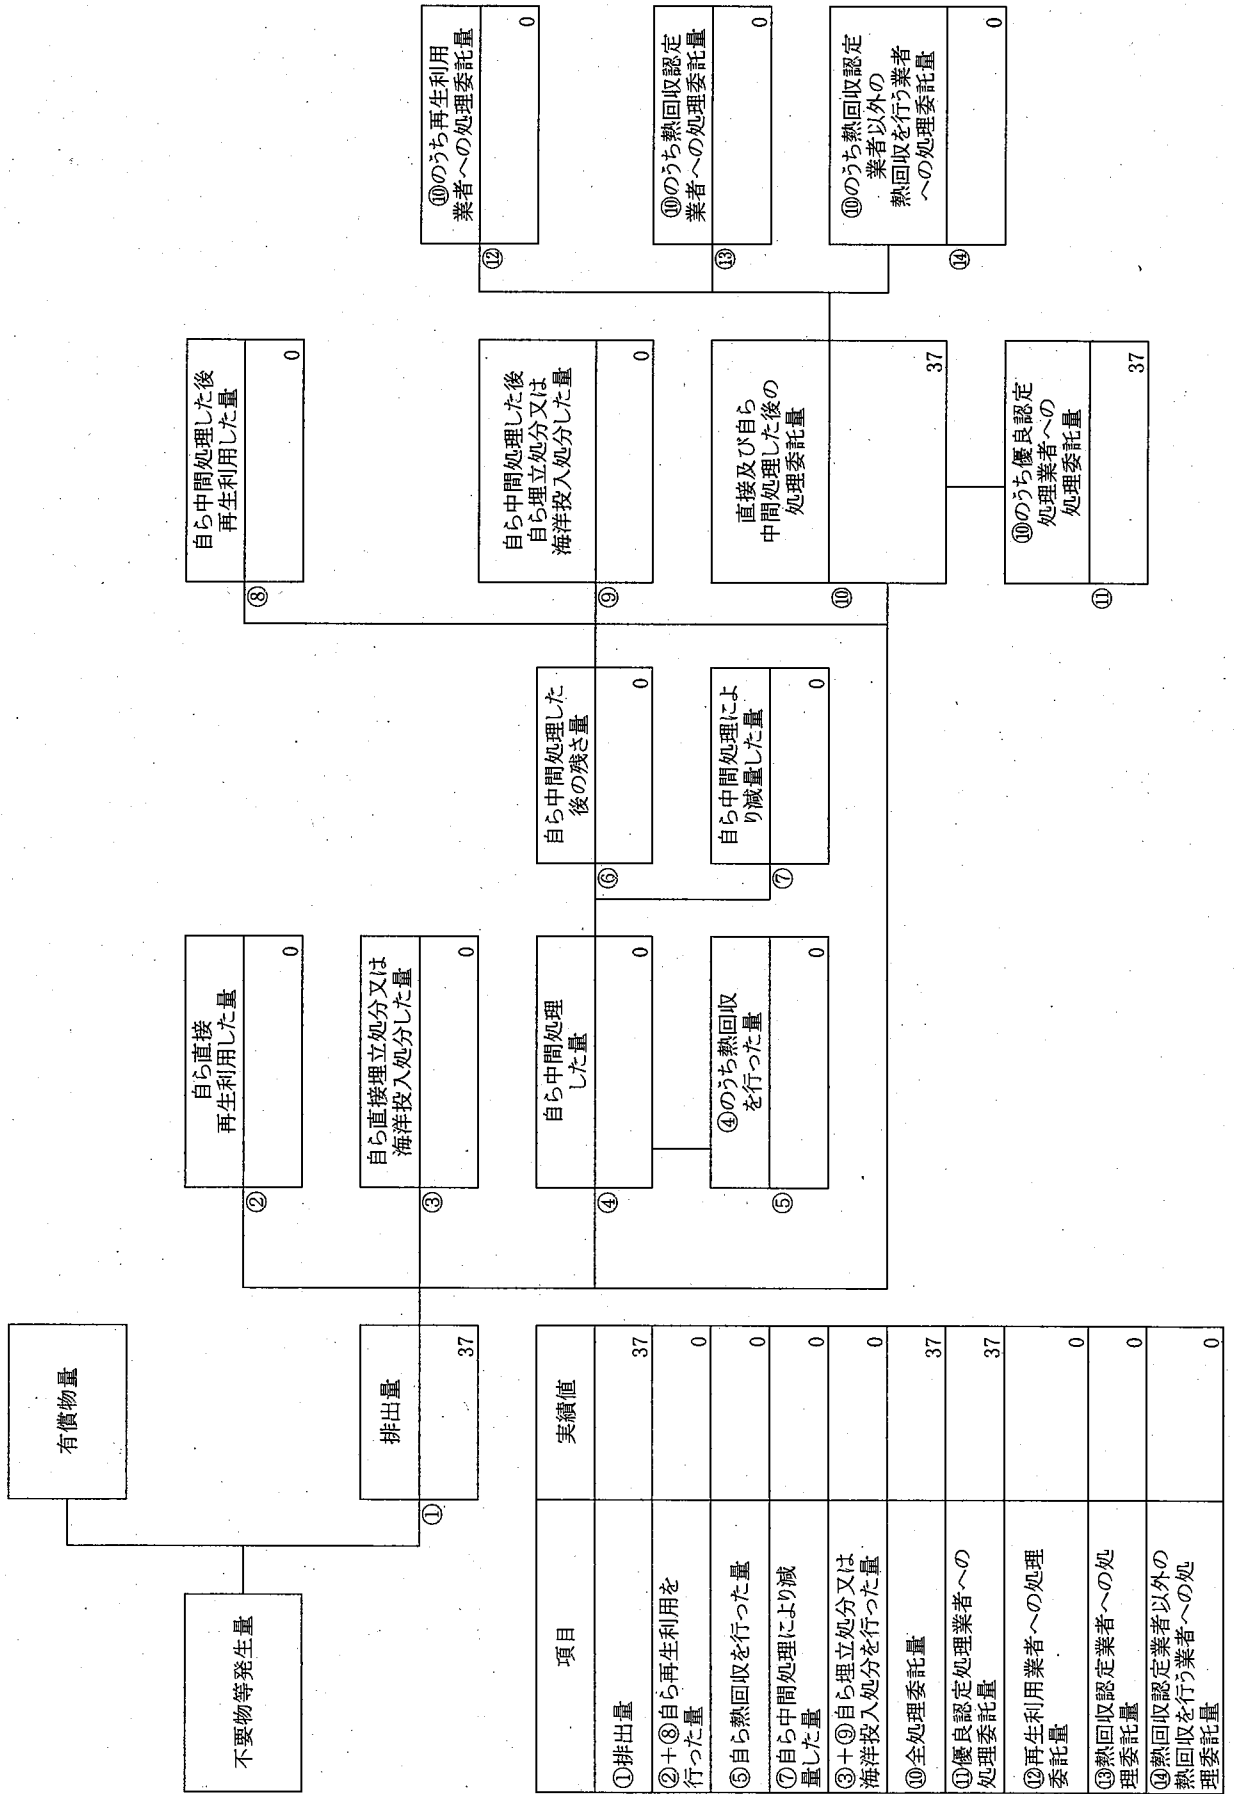 不要物等発生量
有償物量
排出量
①
37
自ら直接
再生利用した量
②
0
自ら直接埋立処分又は
海洋投入処分した量
③
0
自ら中間処理
した量
④
0
④のうち熱回収
を行った量
⑤
0
自ら中間処理した
後の残さ量
⑥
0
自ら中間処理によ
り減量した量
⑦
0
自ら中間処理した後
再生利用した量
⑧
0
自ら中間処理した後
自ら埋立処分又は
海洋投入処分した量
⑨
0
直接及び自ら
中間処理した後の
処理委託量
⑩
37
⑩のうち優良認定
処理業者への
処理委託量
⑪
37
⑩のうち再生利用
業者への処理委託量
⑫
0
⑩のうち熱回収認定
業者への処理委託量
⑬
0
⑩のうち熱回収認定
業者以外の
熱回収を行う業者
への処理委託量
⑭
0
項目 実績値
①排出量 37
②+⑧自ら再生利用を
行った量 0
⑤自ら熱回収を行った量 0
⑦自ら中間処理により減
量した量 0
③+⑨自ら埋立処分又は
海洋投入処分を行った量 0
⑩全処理委託量 37
⑪優良認定処理業者への
処理委託量 37
⑫再生利用業者への処理
委託量 0
⑬熱回収認定業者への処
理委託量 0
⑭熱回収認定業者以外の
熱回収を行う業者への処
理委託量 0